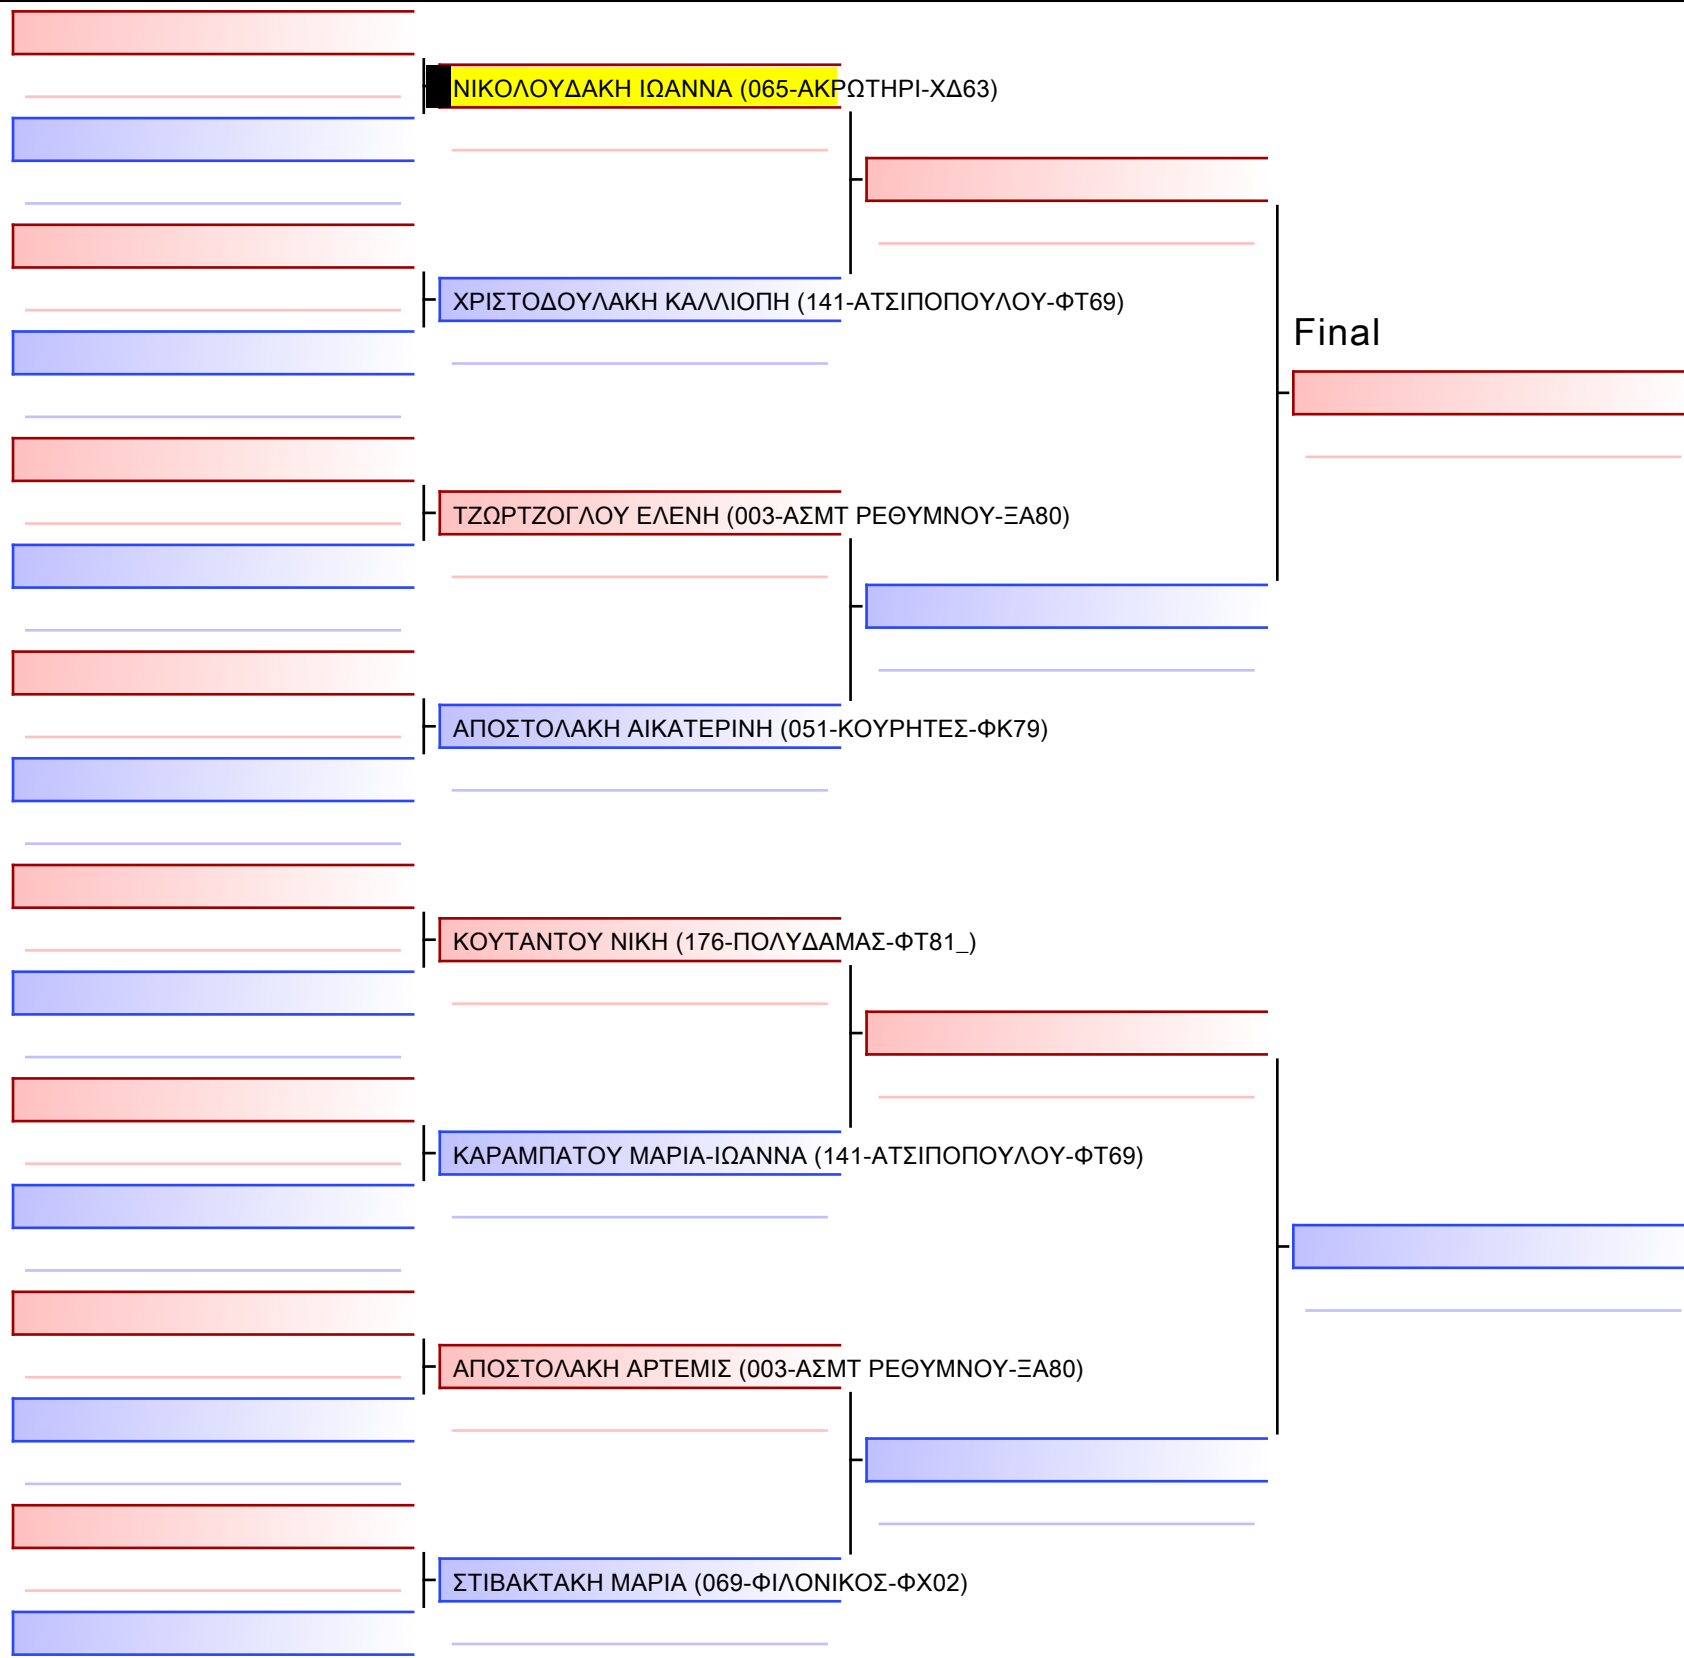 ΝΙΚΟΛΟΥΔΑΚΗ ΙΩΑΝΝΑ (065-ΑΚΡΩΤΗΡΙ-ΧΔ63)
ΧΡΙΣΤΟΔΟΥΛΑΚΗ ΚΑΛΛΙΟΠΗ (141-ΑΤΣΙΠΟΠΟΥΛΟΥ-ΦΤ69)
Final
ΤΖΩΡΤΖΟΓΛΟΥ ΕΛΕΝΗ (003-ΑΣΜΤ ΡΕΘΥΜΝΟΥ-ΞΑ80)
ΑΠΟΣΤΟΛΑΚΗ ΑΙΚΑΤΕΡΙΝΗ (051-ΚΟΥΡΗΤΕΣ-ΦΚ79)
ΚΟΥΤΑΝΤΟΥ ΝΙΚΗ (176-ΠΟΛΥΔΑΜΑΣ-ΦΤ81_)
ΚΑΡΑΜΠΑΤΟΥ ΜΑΡΙΑ-ΙΩΑΝΝΑ (141-ΑΤΣΙΠΟΠΟΥΛΟΥ-ΦΤ69)
ΑΠΟΣΤΟΛΑΚΗ ΑΡΤΕΜΙΣ (003-ΑΣΜΤ ΡΕΘΥΜΝΟΥ-ΞΑ80)
ΣΤΙΒΑΚΤΑΚΗ ΜΑΡΙΑ (069-ΦΙΛΟΝΙΚΟΣ-ΦΧ02)